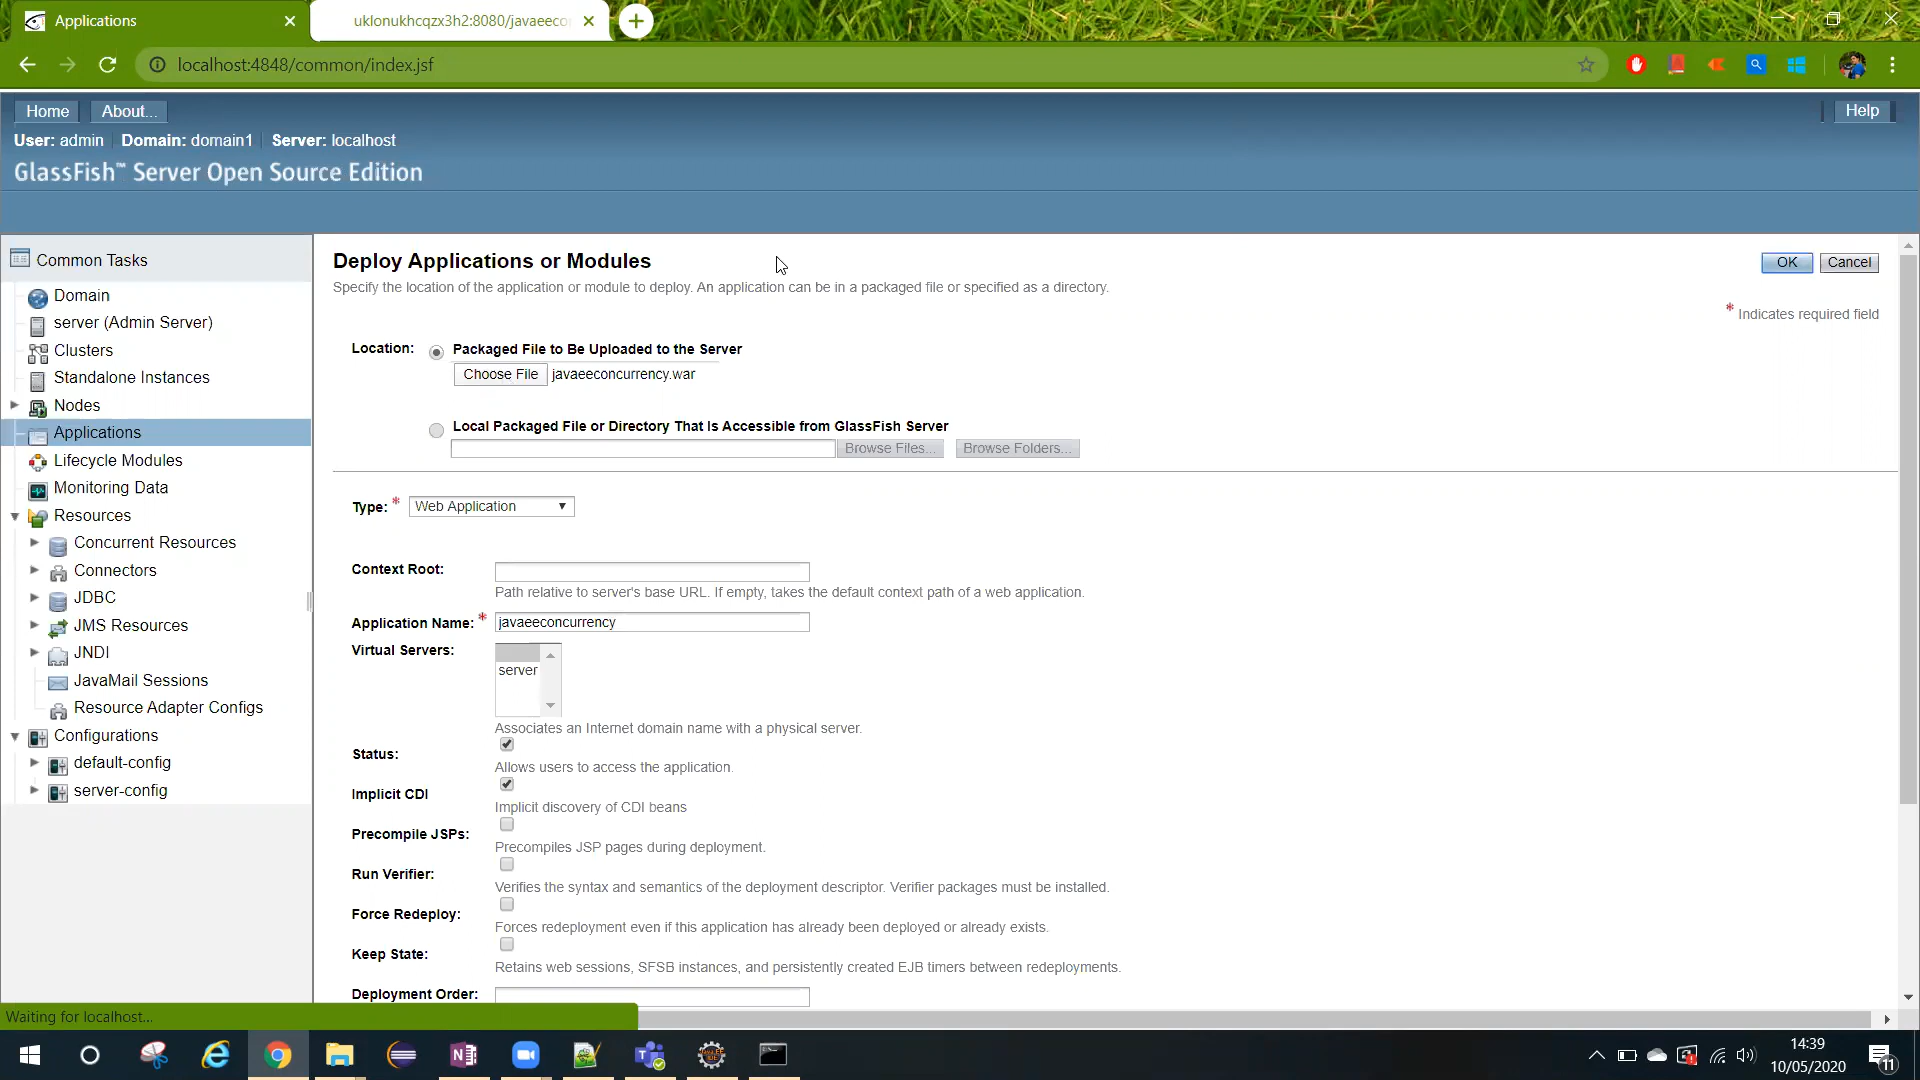 Applications
uklonukhcqzx3h2:8080/javaeeco
localhost:4848/common/index.jsf
Home
About...
Help
User: admin Domain: domain1 Server: localhost
GlassFish™ Server Open Source Edition
Common Tasks
Domain
server (Admin Server)
Clusters
Standalone Instances
Nodes
Applications
Lifecycle Modules
Monitoring Data
Resources
Concurrent Resources
Connectors
JDBC
JMS Resources
JNDI
JavaMail Sessions
Resource Adapter Configs
Configurations
default-config
server-config
Deploy Applications or Modules
OK
Cancel
Specify the location of the application or module to deploy. An application can be in a packaged file or specified as a directory.
* Indicates required field
Location:
Packaged File to Be Uploaded to the Server
Choose File javaeeconcurrency.war
Local Packaged File or Directory That Is Accessible from GlassFish Server
Browse Files...
Browse Folders...
Type: * Web Application
Context Root:
Path relative to server's base URL. If empty, takes the default context path of a web application.
Application Name: * javaeeconcurrency
Virtual Servers:
server
Associates an Internet domain name with a physical server.
Status:
Allows users to access the application.
Implicit CDI
Implicit discovery of CDI beans
Precompile JSPs:
Precompiles JSP pages during deployment.
Run Verifier:
Verifies the syntax and semantics of the deployment descriptor. Verifier packages must be installed.
Force Redeploy:
Forces redeployment even if this application has already been deployed or already exists.
Keep State:
Retains web sessions, SFSB instances, and persistently created EJB timers between redeployments.
Deployment Order:
Waiting for localhost...
14:39
10/05/2020
11